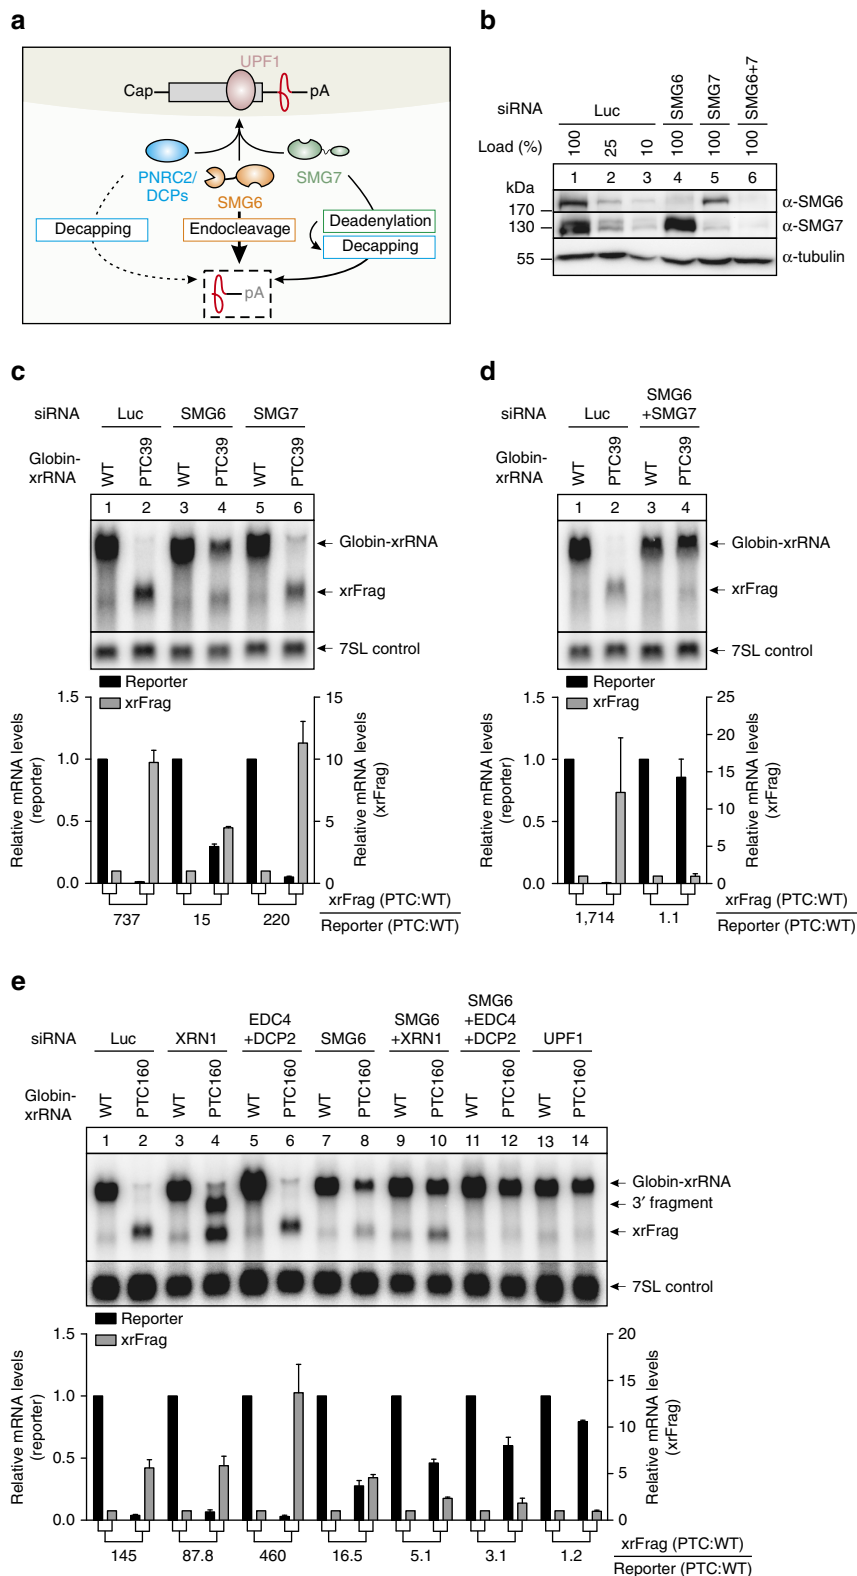 a
UPF1
Cap
pA
PNRC2/
DCPs
SMG6
SMG7
Decapping
Endocleavage
Deadenylation
Decapping
pA
b
siRNA
Luc
SMG6
SMG7
SMG6+7
Load (%)
100 25 10 100 100 100
kDa
1 2 3 4 5 6
170
α-SMG6
130
α-SMG7
55
α-tubulin
c
siRNA Luc SMG6 SMG7
Globin-
xrRNA
WT PTC39 WT PTC39 WT PTC39
1 2 3 4 5 6
Globin-xrRNA
xrFrag
7SL control
Reporter
xrFrag
Relative mRNA levels
(reporter)
1.5
1.0
0.5
0.0
15
10
5
0
Relative mRNA levels
(xrFrag)
737 15 220
xrFrag (PTC:WT)
Reporter (PTC:WT)
d
siRNA
SMG6
Luc +SMG7
Globin-
xrRNA
WT PTC39 WT PTC39
1 2 3 4
Globin-xrRNA
xrFrag
7SL control
Reporter
xrFrag
Relative mRNA levels
(reporter)
1.5
1.0
0.5
0.0
25
20
15
10
5
0
Relative mRNA levels
(xrFrag)
1,714 1.1
xrFrag (PTC:WT)
Reporter (PTC:WT)
e
siRNA
Luc
XRN1
EDC4
+DCP2
SMG6
SMG6
+XRN1
SMG6
+EDC4
+DCP2
UPF1
Globin-
xrRNA
WT PTC160 WT PTC160 WT PTC160 WT PTC160 WT PTC160 WT PTC160 WT PTC160
1 2 3 4 5 6 7 8 9 10 11 12 13 14
Globin-xrRNA
3′ fragment
xrFrag
7SL control
Reporter
xrFrag
Relative mRNA levels
(reporter)
1.5
1.0
0.5
0.0
20
15
10
5
0
Relative mRNA levels
(xrFrag)
145 87.8 460 16.5 5.1 3.1 1.2
xrFrag (PTC:WT)
Reporter (PTC:WT)